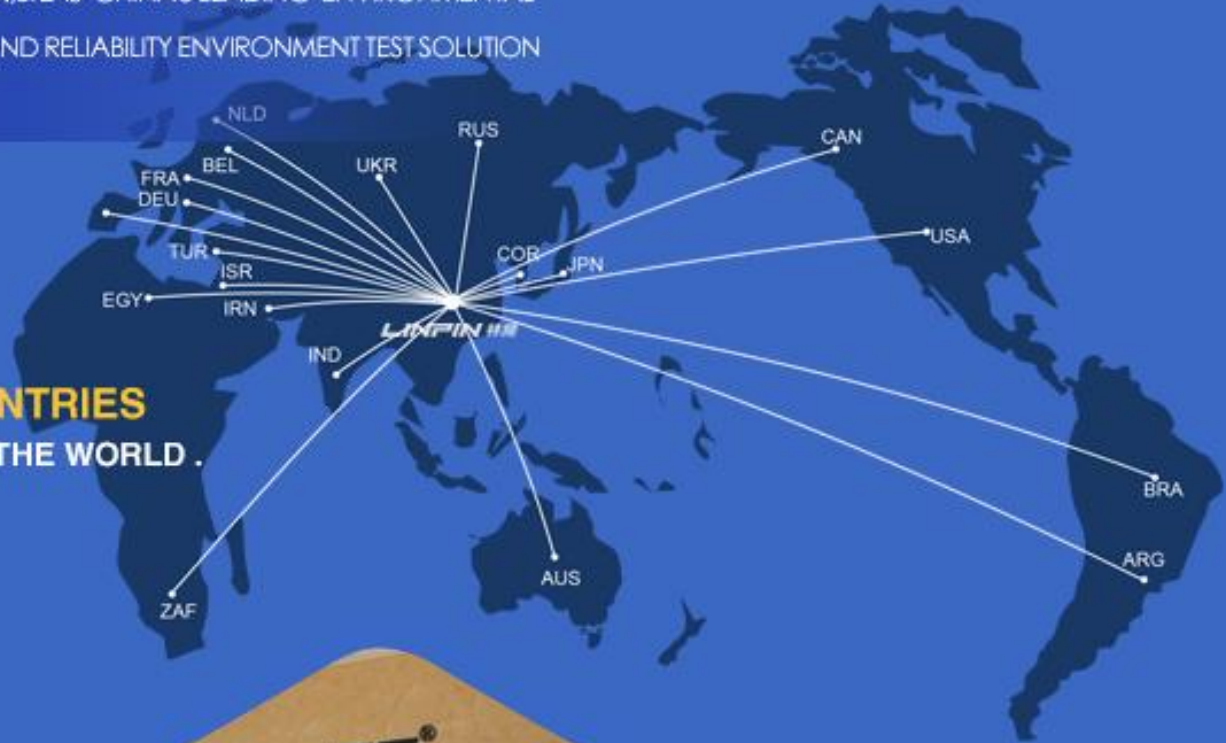 ND RELIABILITY ENVIRONMENT TEST SOLUTION
NLD
RUS
CAN
BEL
UKR
FRA
DEU
USA
TUR
COR
JPN
ISR
EGY
IRN
LINPIN
IND
NTRIES
THE WORLD .
BRA
ARG
AUS
ZAF
®